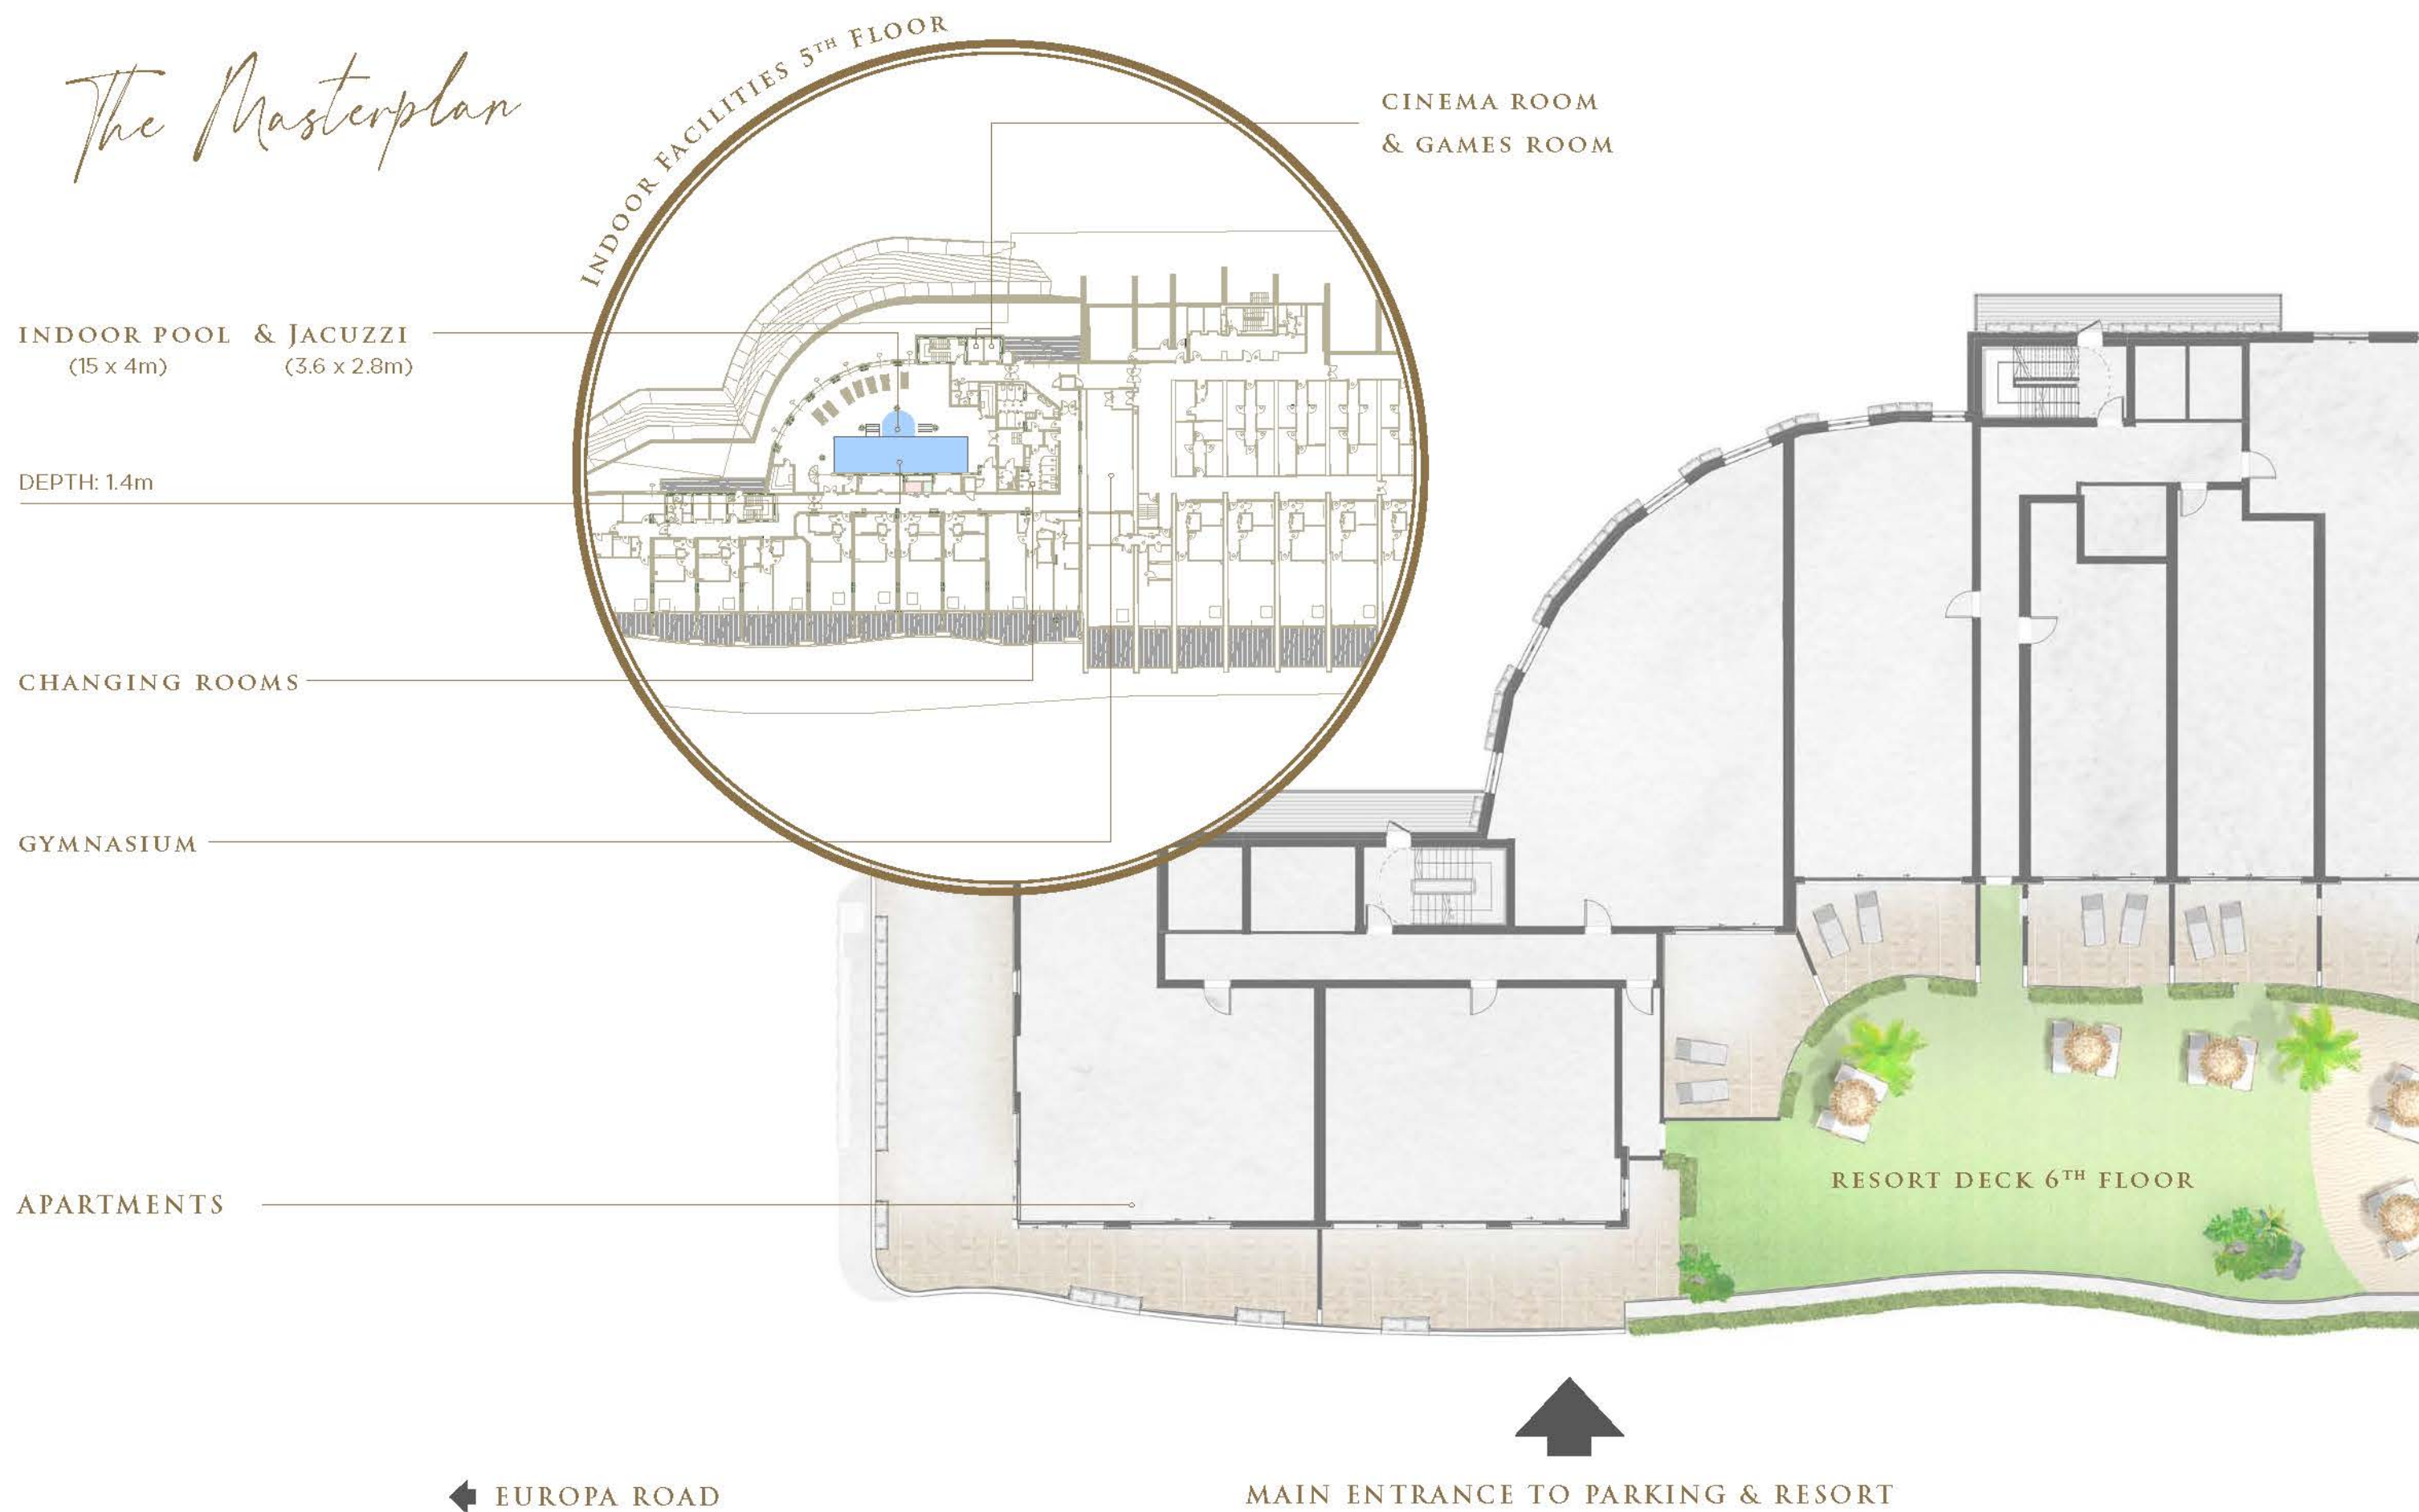 The Masterplan
INDOOR FACILITIES 5TH FLOOR
CINEMA ROOM
& GAMES ROOM
INDOOR POOL & JACUZZI
(15 x 4m) (3.6 x 2.8m)
DEPTH: 1.4m
CHANGING ROOMS
GYMNASIUM
APARTMENTS
RESORT DECK 6TH FLOOR
EUROPA ROAD
MAIN ENTRANCE TO PARKING & RESORT